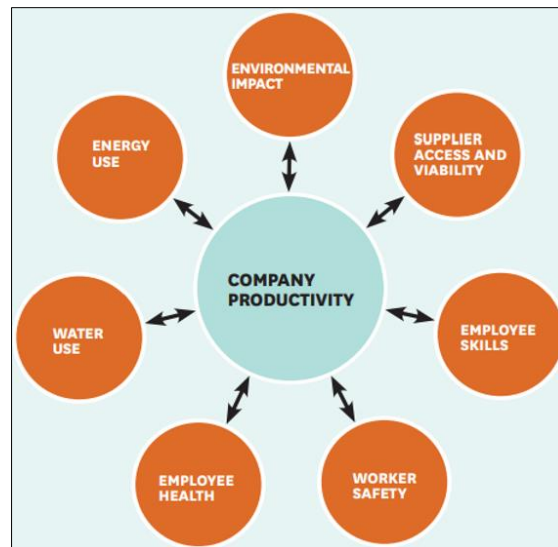 ENVIRONMENTAL
IMPACT
SUPPLIER
ACCESS AND
VIABILITY
EMPLOYEE
SKILLS
WORKER
SAFETY
EMPLOYEE
HEALTH
WATER
USE
ENERGY
USE
COMPANY
PRODUCTIVITY